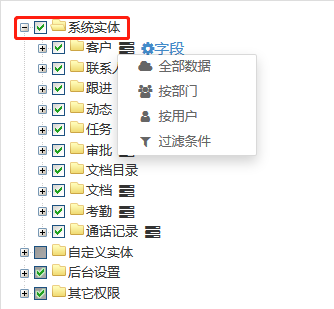 系统实体
客户 字段
联系人
全部数据
跟进
按部门
动态
按用户
任务
过滤条件
审批
文档目录
文档
考勤
通话记录
自定义实体
后台设置
其它权限